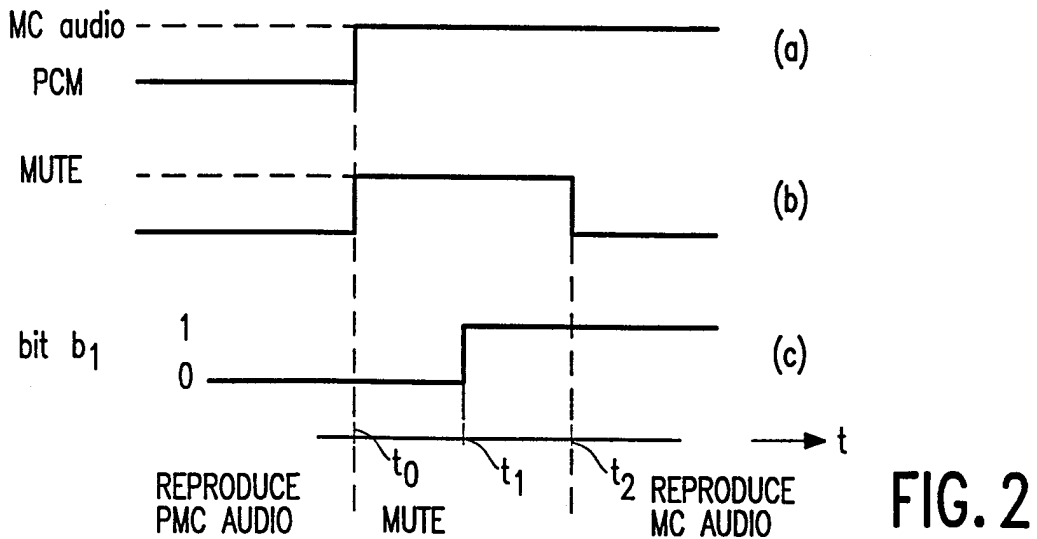 MC audio
(a)
PCM
MUTE
(b)
bit b1
1
0
(c)
t
t0
t1
t2
REPRODUCE
PMC AUDIO
MUTE
REPRODUCE
MC AUDIO
FIG. 2